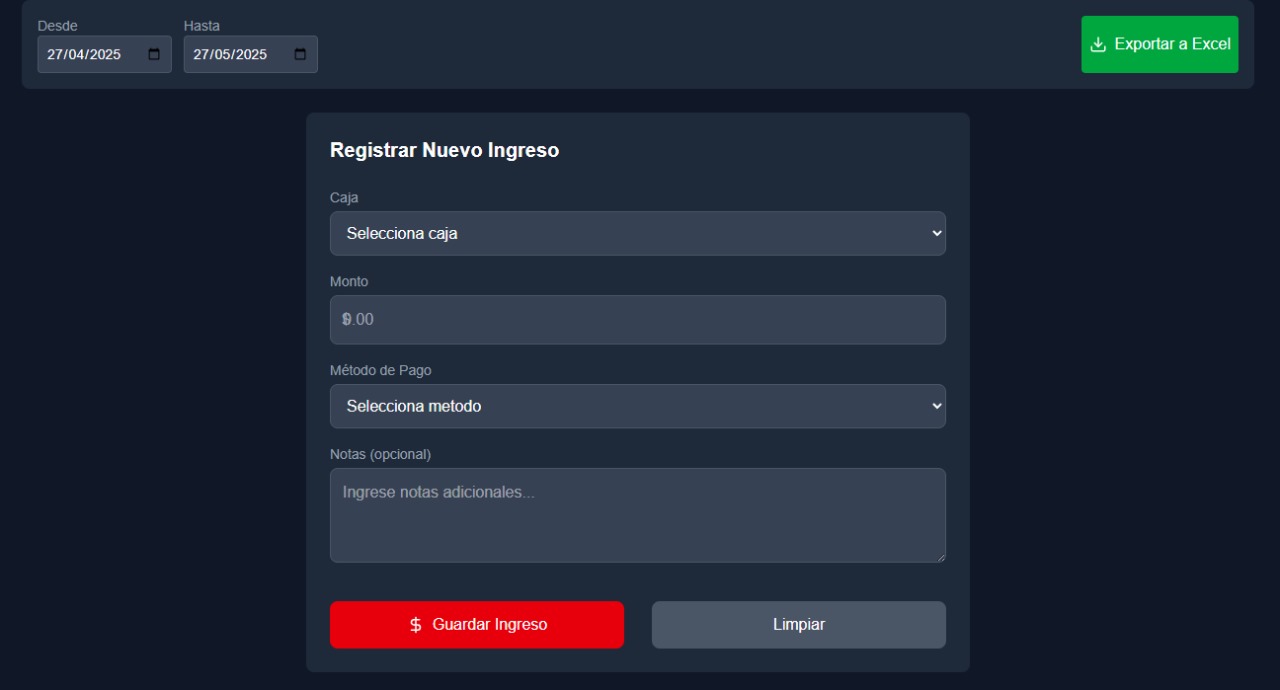 Desde
Hasta
27/04/2025
27/05/2025
Exportar a Excel
Registrar Nuevo Ingreso
Caja
Selecciona caja
Monto
$0.00
Método de Pago
Selecciona metodo
Notas (opcional)
Ingrese notas adicionales...
$ Guardar Ingreso
Limpiar